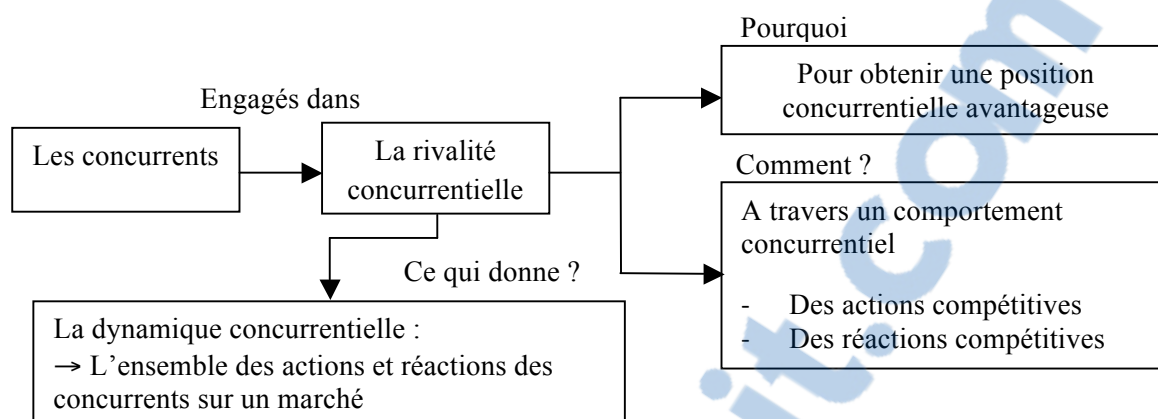 Pourquoi
Pour obtenir une position
concurrentielle avantageuse
Engagés dans
Les concurrents
La rivalité
concurrentielle
Comment ?
A travers un comportement
concurrentiel
- Des actions compétitives
- Des réactions compétitives
Ce qui donne ?
La dynamique concurrentielle :
→ L'ensemble des actions et réactions des
concurrents sur un marché
it.com